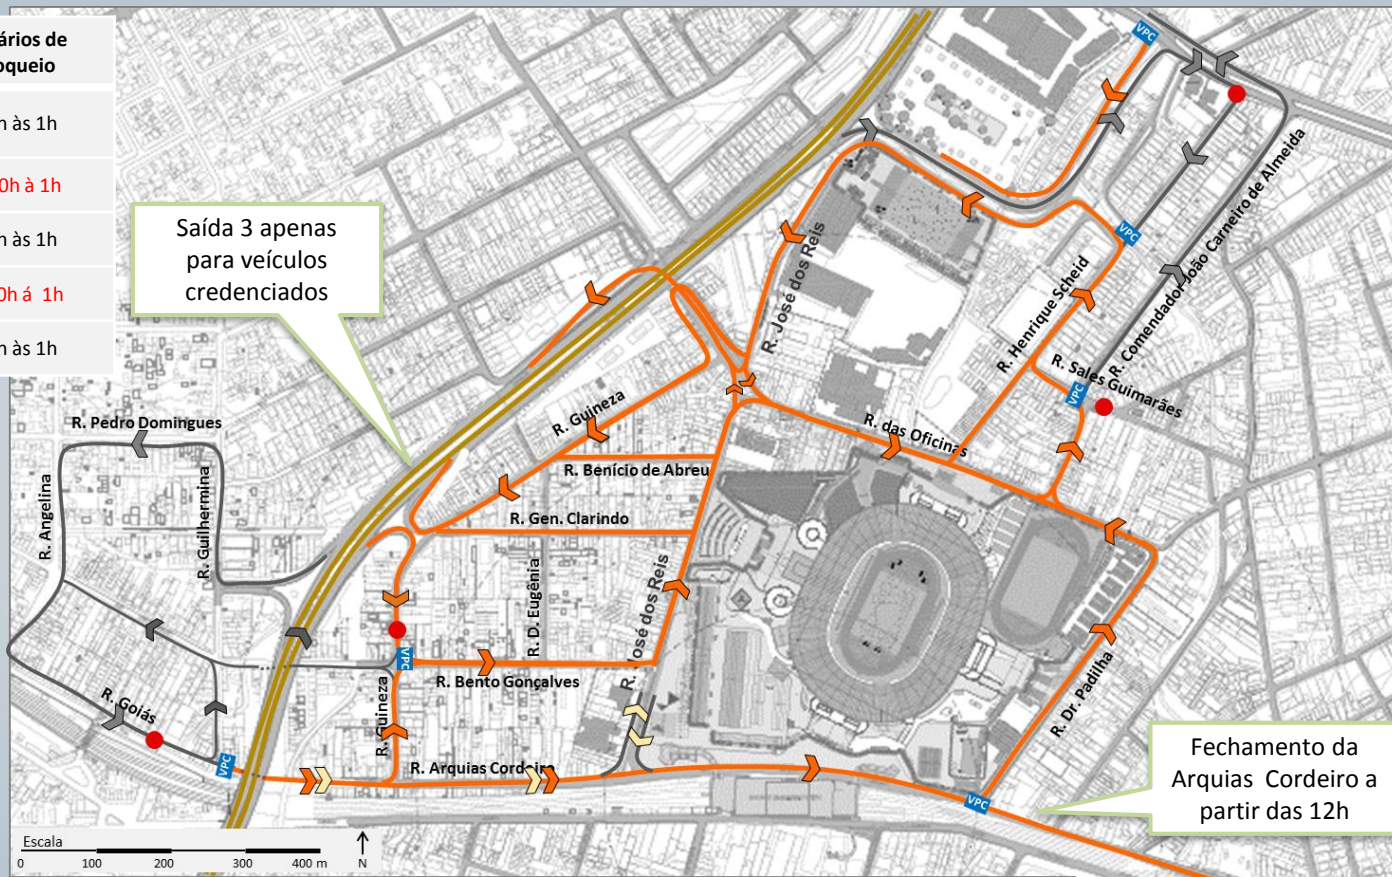 ários de
oqueio
h às 1h
0h à 1h
h às 1h
0h á 1h
h às 1h
Saída 3 apenas
para veículos
credenciados
VPC
R. Comendador João Carneiro de Almeida
VPC
R. José dos Reis
R. Henrique Scheid
R. Sales Guimarães
VPC
R. Guineza
R. das Oficinas
R. Pedro Domingues
R. Benício de Abreu
R. Angelina
R. Guilhermina
R. Gen. Clarindo
R. D. Eugênia
R. José dos Reis
VPC
R. Bento Gonçalves
R. Guineza
R. Dr. Padilha
R. Goiás
VPC
R. Arquias Cordeiro
VPC
Fechamento da
Arquias Cordeiro a
partir das 12h
Escala
0 100 200 300 400 m
N